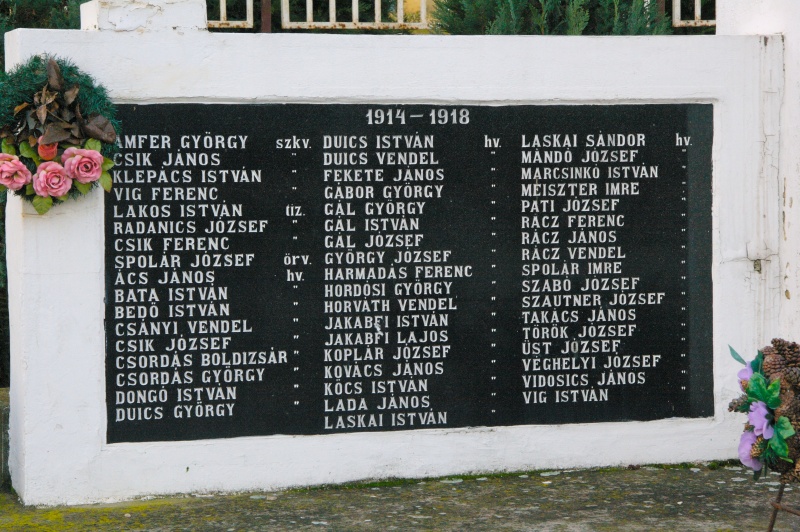 1914-1918
AMFER GYÖRGY szkv.
CSIK JÁNOS "
KLEPÁCS ISTVÁN "
VIG FERENC "
LAKOS ISTVÁN tiz.
RADANICS JÓZSEF "
CSIK FERENC "
SPOLÁR JÓZSEF örv.
ÁCS JÁNOS hv.
BATA ISTVÁN "
BEDŐ ISTVÁN "
CSÁNYI VENDEL "
CSIK JÓZSEF "
CSORDÁS BOLDIZSÁR "
CSORDÁS GYÖRGY "
DONGÓ ISTVÁN "
DUICS GYÖRGY "
DUICS ISTVÁN hv.
DUICS VENDEL "
FEKETE JÁNOS "
GÁBOR GYÖRGY "
GÁL GYÖRGY "
GÁL ISTVÁN "
GÁL JÓZSEF "
GYÖRGY JÓZSEF "
HARMADÁS FERENC "
HORDÓSI GYÖRGY "
HORVÁTH VENDEL "
JAKABFI ISTVÁN "
JAKABFI LAJOS "
KOPLÁR JÓZSEF "
KOVÁCS JÁNOS "
KÖCS ISTVÁN "
LADA JÁNOS "
LASKAI ISTVÁN "
LASKAI SÁNDOR hv.
MÁNDÓ JÓZSEF "
MARCSINKÓ ISTVÁN "
MEISZTER IMRE "
PATI JÓZSEF "
RÁCZ FERENC "
RÁCZ JÁNOS "
RÁCZ VENDEL "
SPOLÁR IMRE "
SZABÓ JÓZSEF "
SZAUTNER JÓZSEF "
TAKÁCS JÁNOS "
TÖRÖK JÓZSEF "
ÜST JÓZSEF "
VÉGHELYI JÓZSEF "
VIDOSICS JÁNOS "
VIG ISTVÁN "